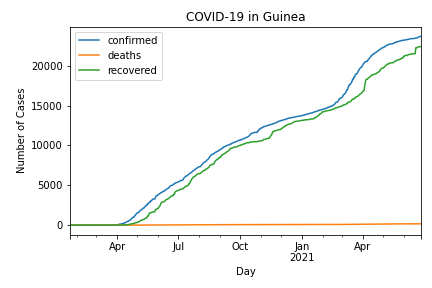 COVID-19 in Guinea
confirmed
deaths
recovered
Number of Cases
20000
15000
10000
5000
0
Apr
Jul
Oct
Jan
2021
Apr
Day